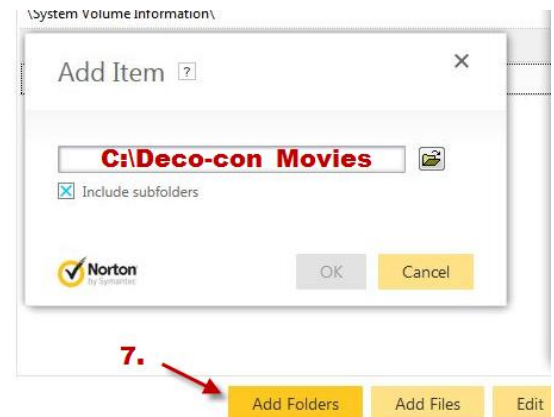 \System Volume Information\
Add Item ?
C:\Deco-con Movies
Include subfolders
Norton
by Symantec
OK
Cancel
7.
Add Folders
Add Files
Edit